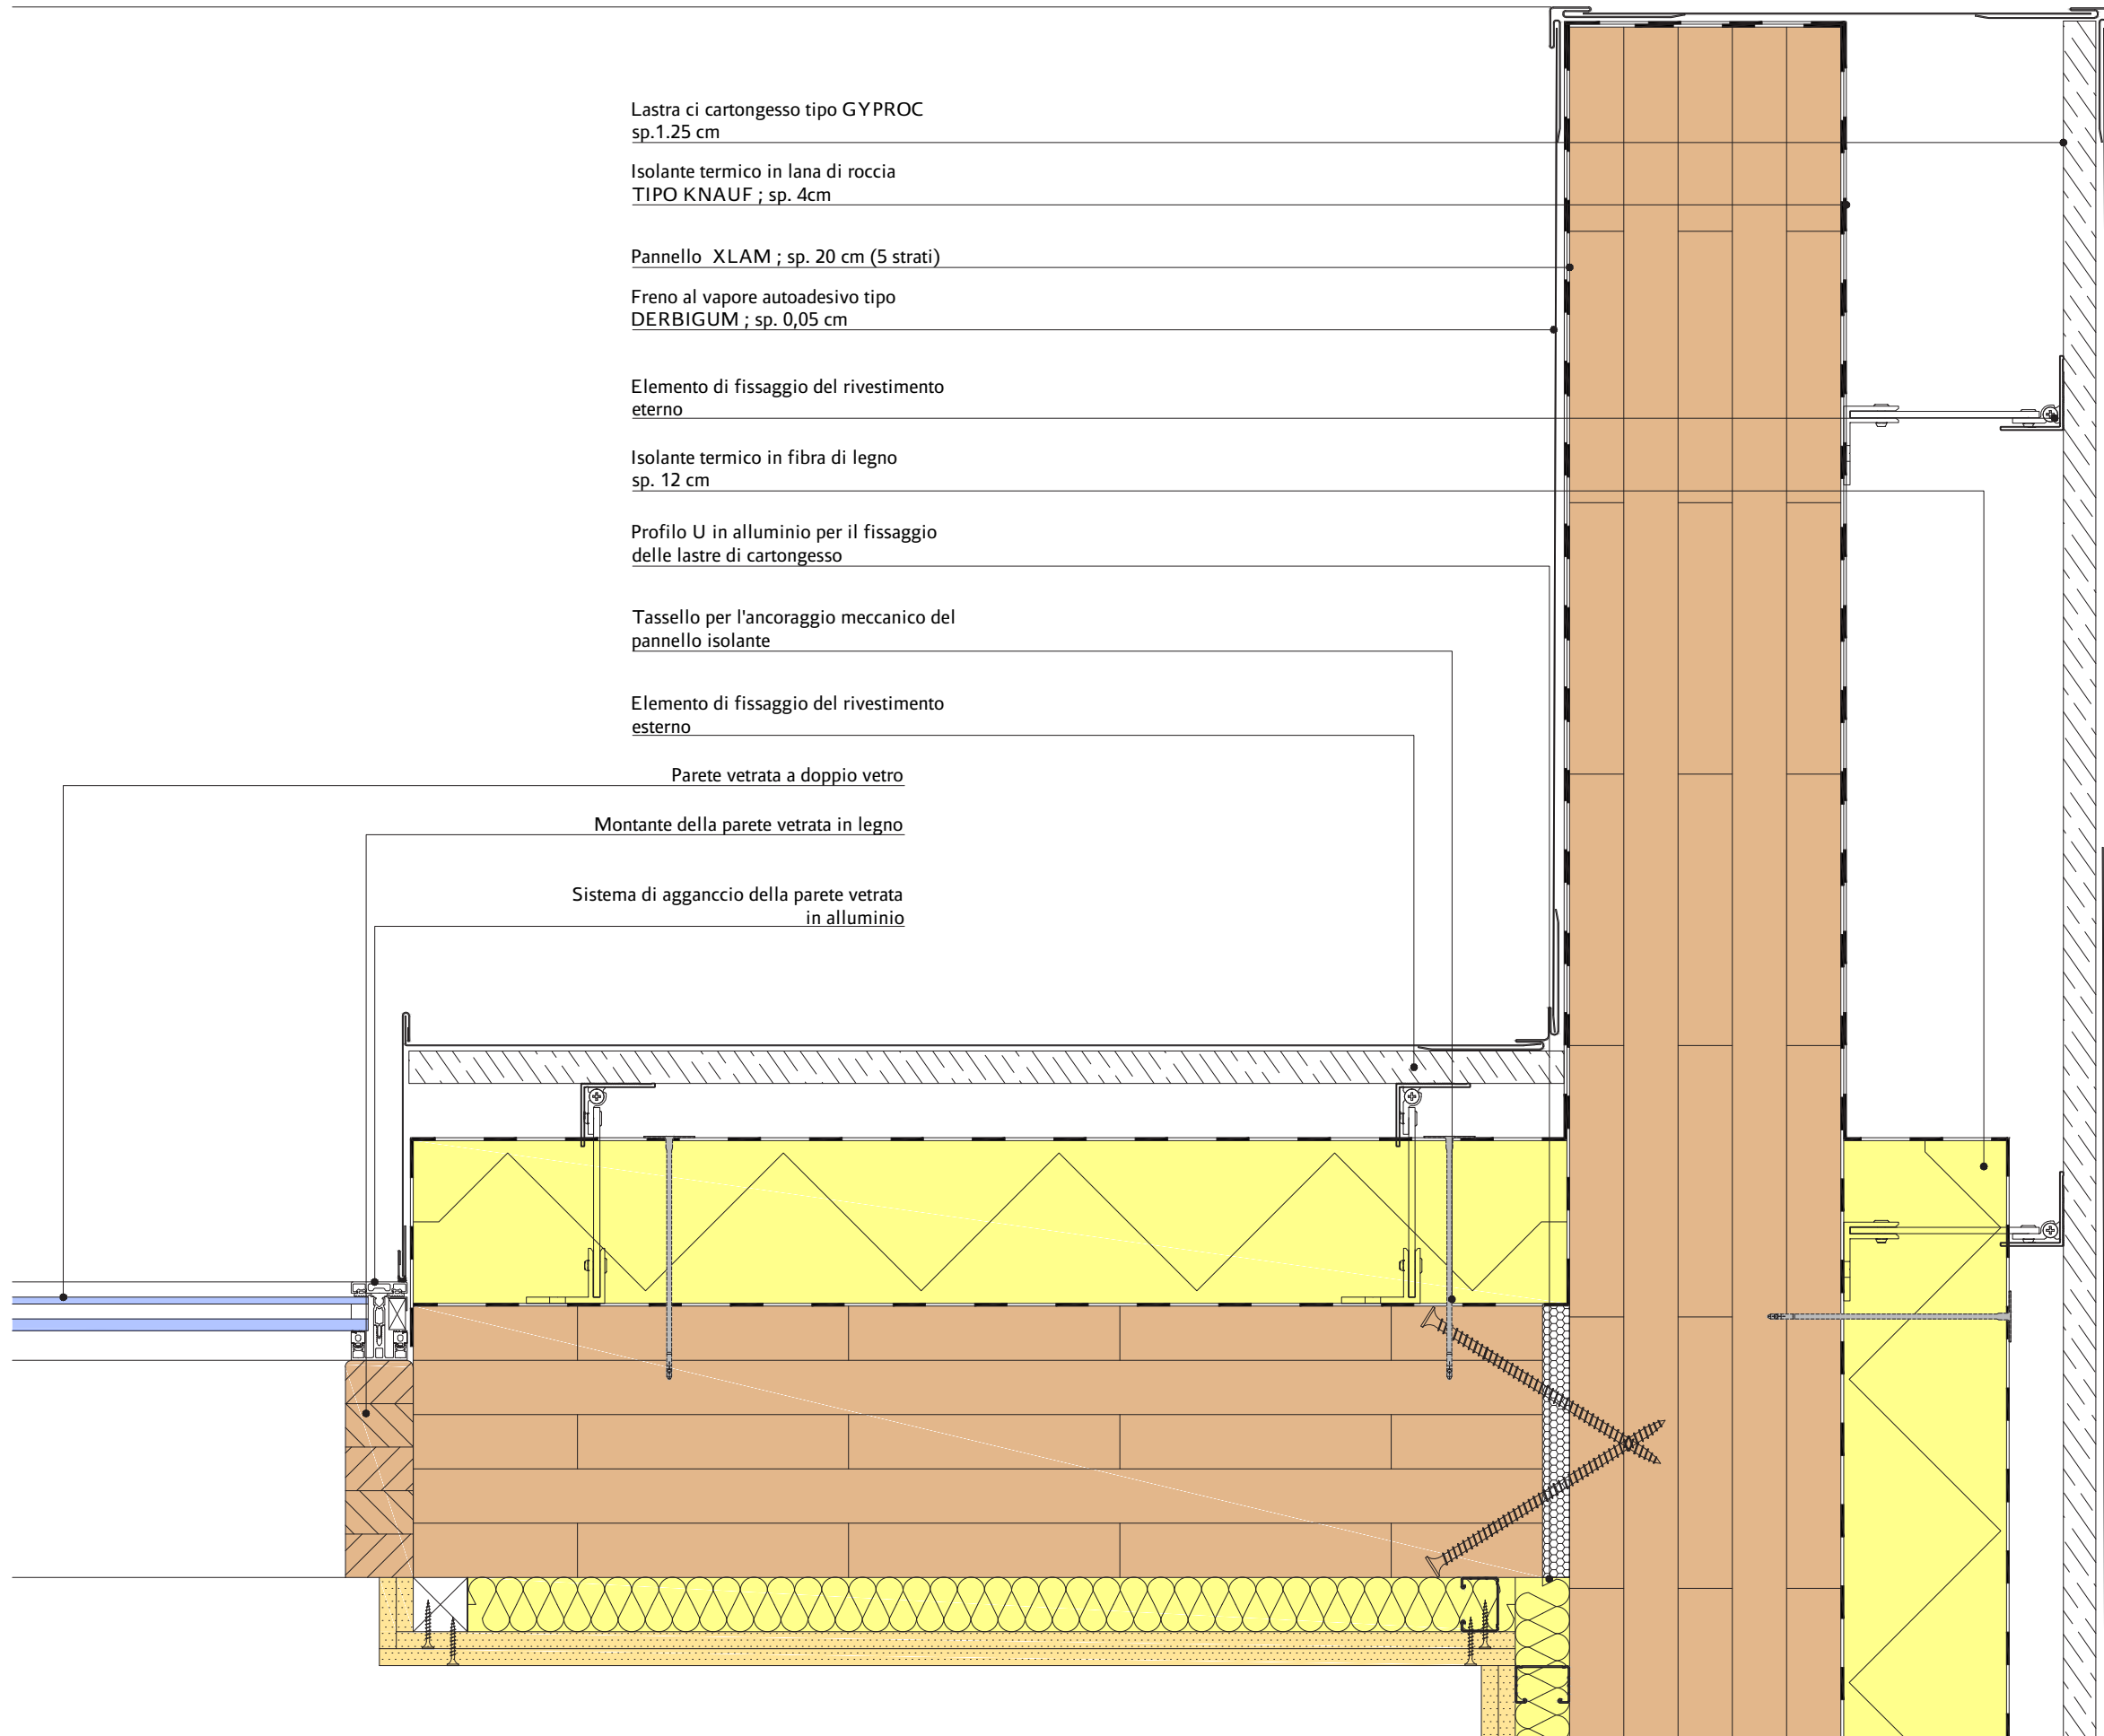 Lastra ci cartongesso tipo GYPROC
sp.1.25 cm
Isolante termico in lana di roccia
TIPO KNAUF ; sp. 4cm
Pannello XLAM ; sp. 20 cm (5 strati)
Freno al vapore autoadesivo tipo
DERBIGUM ; sp. 0,05 cm
Elemento di fissaggio del rivestimento
eterno
Isolante termico in fibra di legno
sp. 12 cm
Profilo U in alluminio per il fissaggio
delle lastre di cartongesso
Tassello per l'ancoraggio meccanico del
pannello isolante
Elemento di fissaggio del rivestimento
esterno
Parete vetrata a doppio vetro
Montante della parete vetrata in legno
Sistema di agganccio della parete vetrata
in alluminio